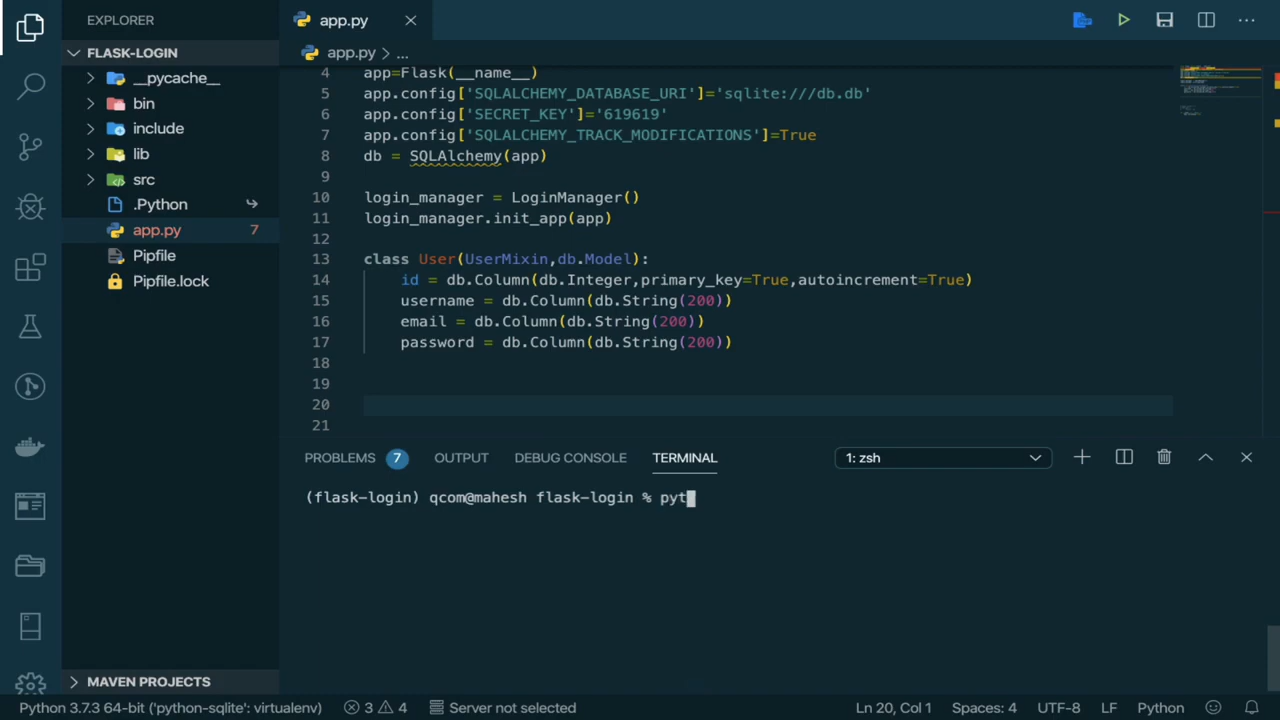 EXPLORER
app.py
FLASK-LOGIN
app.py > ...
__pycache__
bin
include
lib
src
.Python
app.py 7
Pipfile
Pipfile.lock
4 app=Flask(__name__)
5 app.config['SQLALCHEMY_DATABASE_URI']='sqlite:///db.db'
6 app.config['SECRET_KEY']='619619'
7 app.config['SQLALCHEMY_TRACK_MODIFICATIONS']=True
8 db = SQLAlchemy(app)
9
10 login_manager = LoginManager()
11 login_manager.init_app(app)
12
13 class User(UserMixin,db.Model):
14 id = db.Column(db.Integer,primary_key=True,autoincrement=True)
15 username = db.Column(db.String(200))
16 email = db.Column(db.String(200))
17 password = db.Column(db.String(200))
18
19
20
21
PROBLEMS 7 OUTPUT DEBUG CONSOLE TERMINAL 1: zsh
(flask-login) qcom@mahesh flask-login % pyt
MAVEN PROJECTS
Python 3.7.3 64-bit ('python-sqlite': virtualenv) 3 4 Server not selected Ln 20, Col 1 Spaces: 4 UTF-8 LF Python